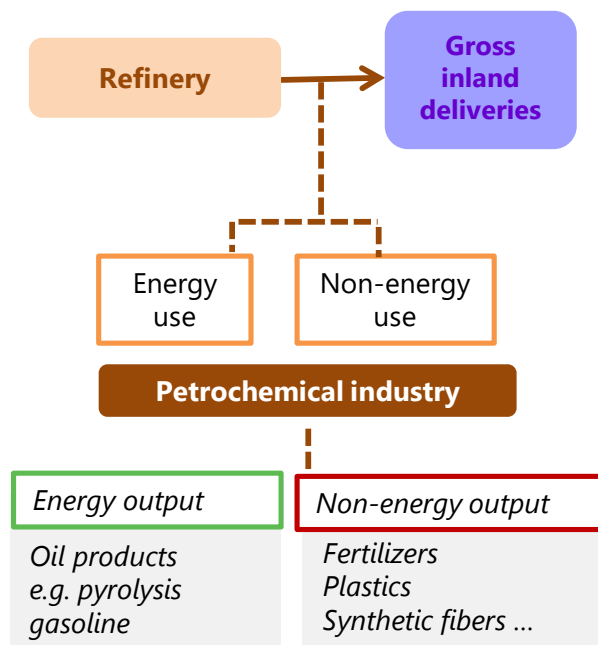 Refinery
Gross
inland
deliveries
Energy
use
Non-energy
use
Petrochemical industry
Energy output
Oil products
e.g. pyrolysis
gasoline
Non-energy output
Fertilizers
Plastics
Synthetic fibers ...